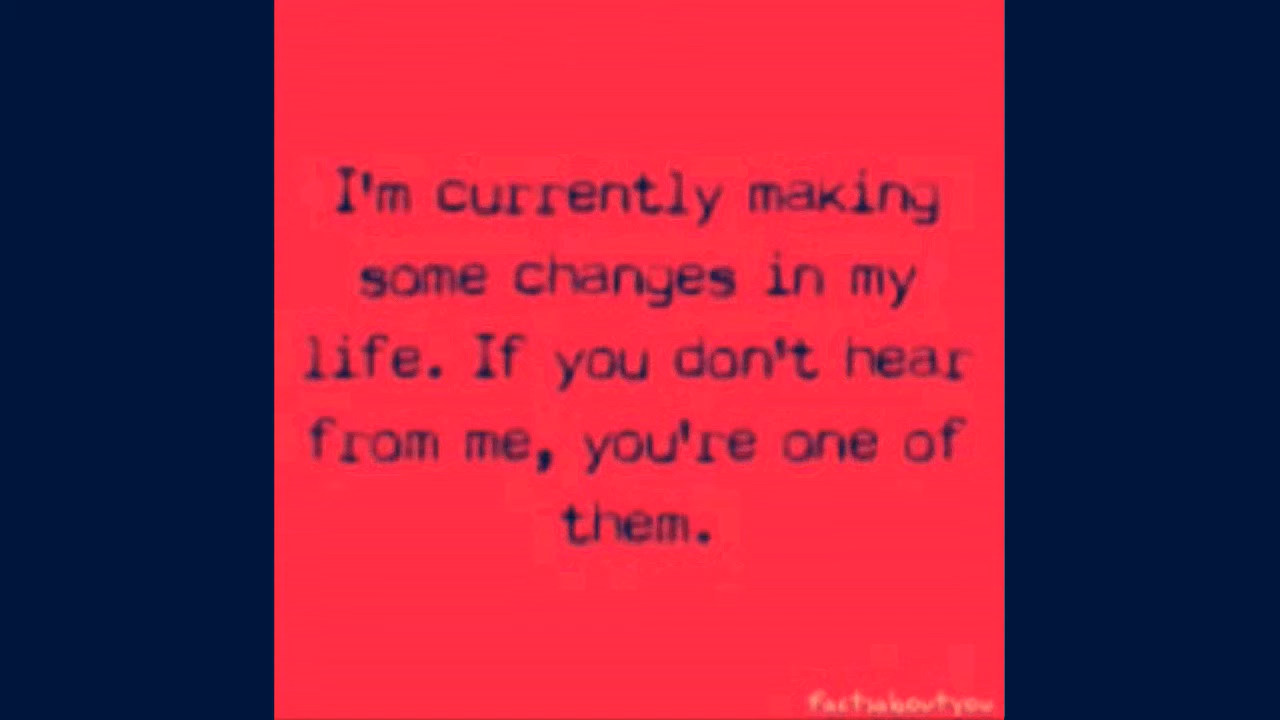 I'm currently making
some changes in my
life. If you don't hear
from me, you're one of
them.
factsaboutyou